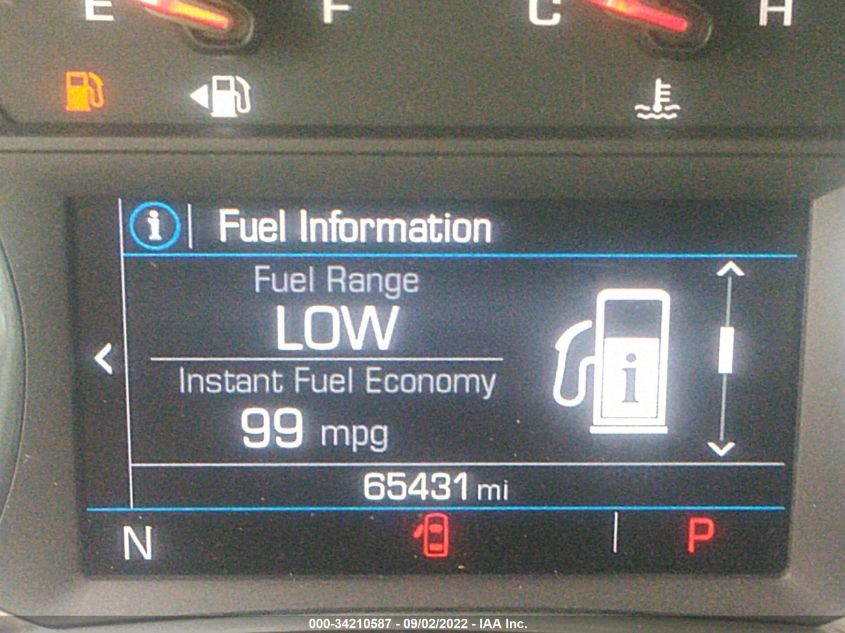 E F C H
i Fuel Information
Fuel Range
LOW
Instant Fuel Economy
99 mpg
i
65431 mi
N P
000-34210587 - 09/02/2022 - IAA Inc.